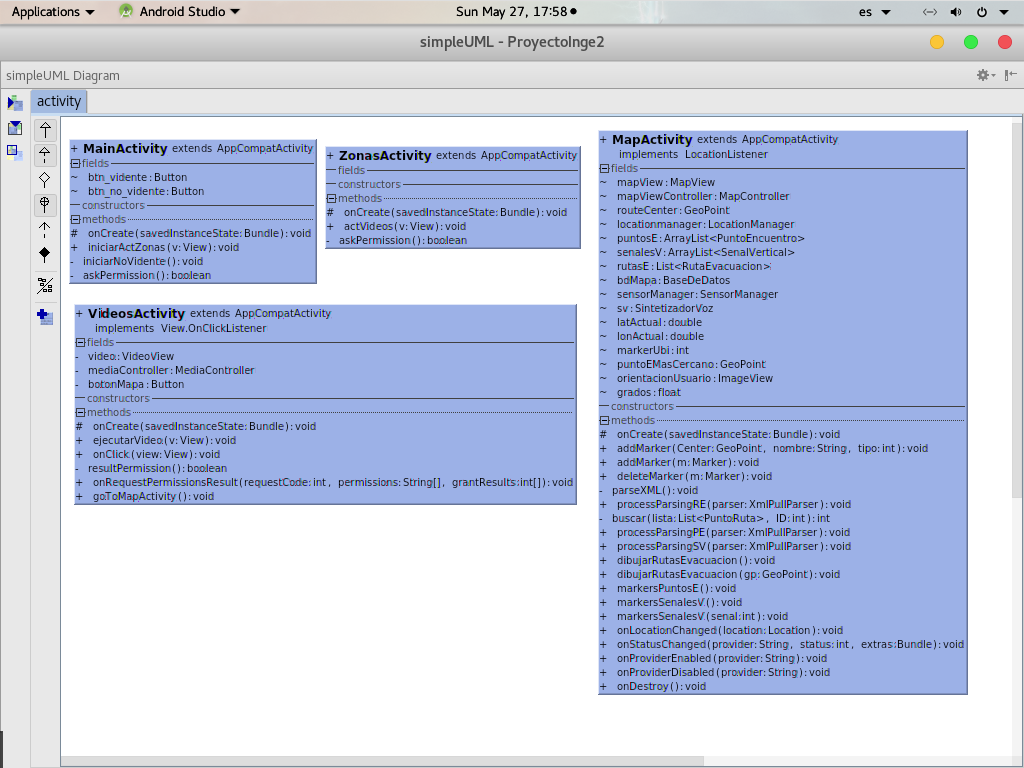 Applications Android Studio Sun May 27, 17:58 es
simpleUML - ProyectoInge2
simpleUML Diagram
activity
+ MainActivity extends AppCompatActivity
fields
~ btn_vidente:Button
~ btn_no_vidente:Button
constructors
methods
# onCreate(savedInstanceState:Bundle):void
+ iniciarActZonas(v:View):void
- iniciarNoVidente():void
- askPermission():boolean
+ ZonasActivity extends AppCompatActivity
fields
constructors
methods
# onCreate(savedInstanceState:Bundle):void
+ actVideos(v:View):void
- askPermission():boolean
+ VideosActivity extends AppCompatActivity
implements View.OnClickListener
fields
- video:VideoView
- mediaController:MediaController
- botonMapa:Button
constructors
methods
# onCreate(savedInstanceState:Bundle):void
+ ejecutarVideo(v:View):void
+ onClick(view:View):void
- resultPermission():boolean
+ onRequestPermissionsResult(requestCode:int, permissions:String[], grantResults:int[]):void
+ goToMapActivity():void
+ MapActivity extends AppCompatActivity
implements LocationListener
fields
~ mapView:MapView
~ mapViewController:MapController
~ routeCenter:GeoPoint
~ locationmanager:LocationManager
~ puntosE:ArrayList<PuntoEncuentro>
~ senalesV:ArrayList<SenalVertical>
~ rutasE:List<RutaEvacuacion>
~ bdMapa:BaseDeDatos
~ sensorManager:SensorManager
~ sv:SintetizadorVoz
~ latActual:double
~ lonActual:double
~ markerUbi:int
~ puntoEMasCercano:GeoPoint
~ orientacionUsuario:ImageView
~ grados:float
constructors
methods
# onCreate(savedInstanceState:Bundle):void
+ addMarker(Center:GeoPoint, nombre:String, tipo:int):void
+ addMarker(m:Marker):void
+ deleteMarker(m:Marker):void
- parseXML():void
+ processParsingRE(parser:XmlPullParser):void
- buscar(lista:List<PuntoRuta>, ID:int):int
+ processParsingPE(parser:XmlPullParser):void
+ processParsingSV(parser:XmlPullParser):void
+ dibujarRutasEvacuacion():void
+ dibujarRutasEvacuacion(gp:GeoPoint):void
+ markersPuntosE():void
+ markersSenalesV():void
+ markersSenalesV(senal:int):void
+ onLocationChanged(location:Location):void
+ onStatusChanged(provider:String, status:int, extras:Bundle):void
+ onProviderEnabled(provider:String):void
+ onProviderDisabled(provider:String):void
+ onDestroy():void